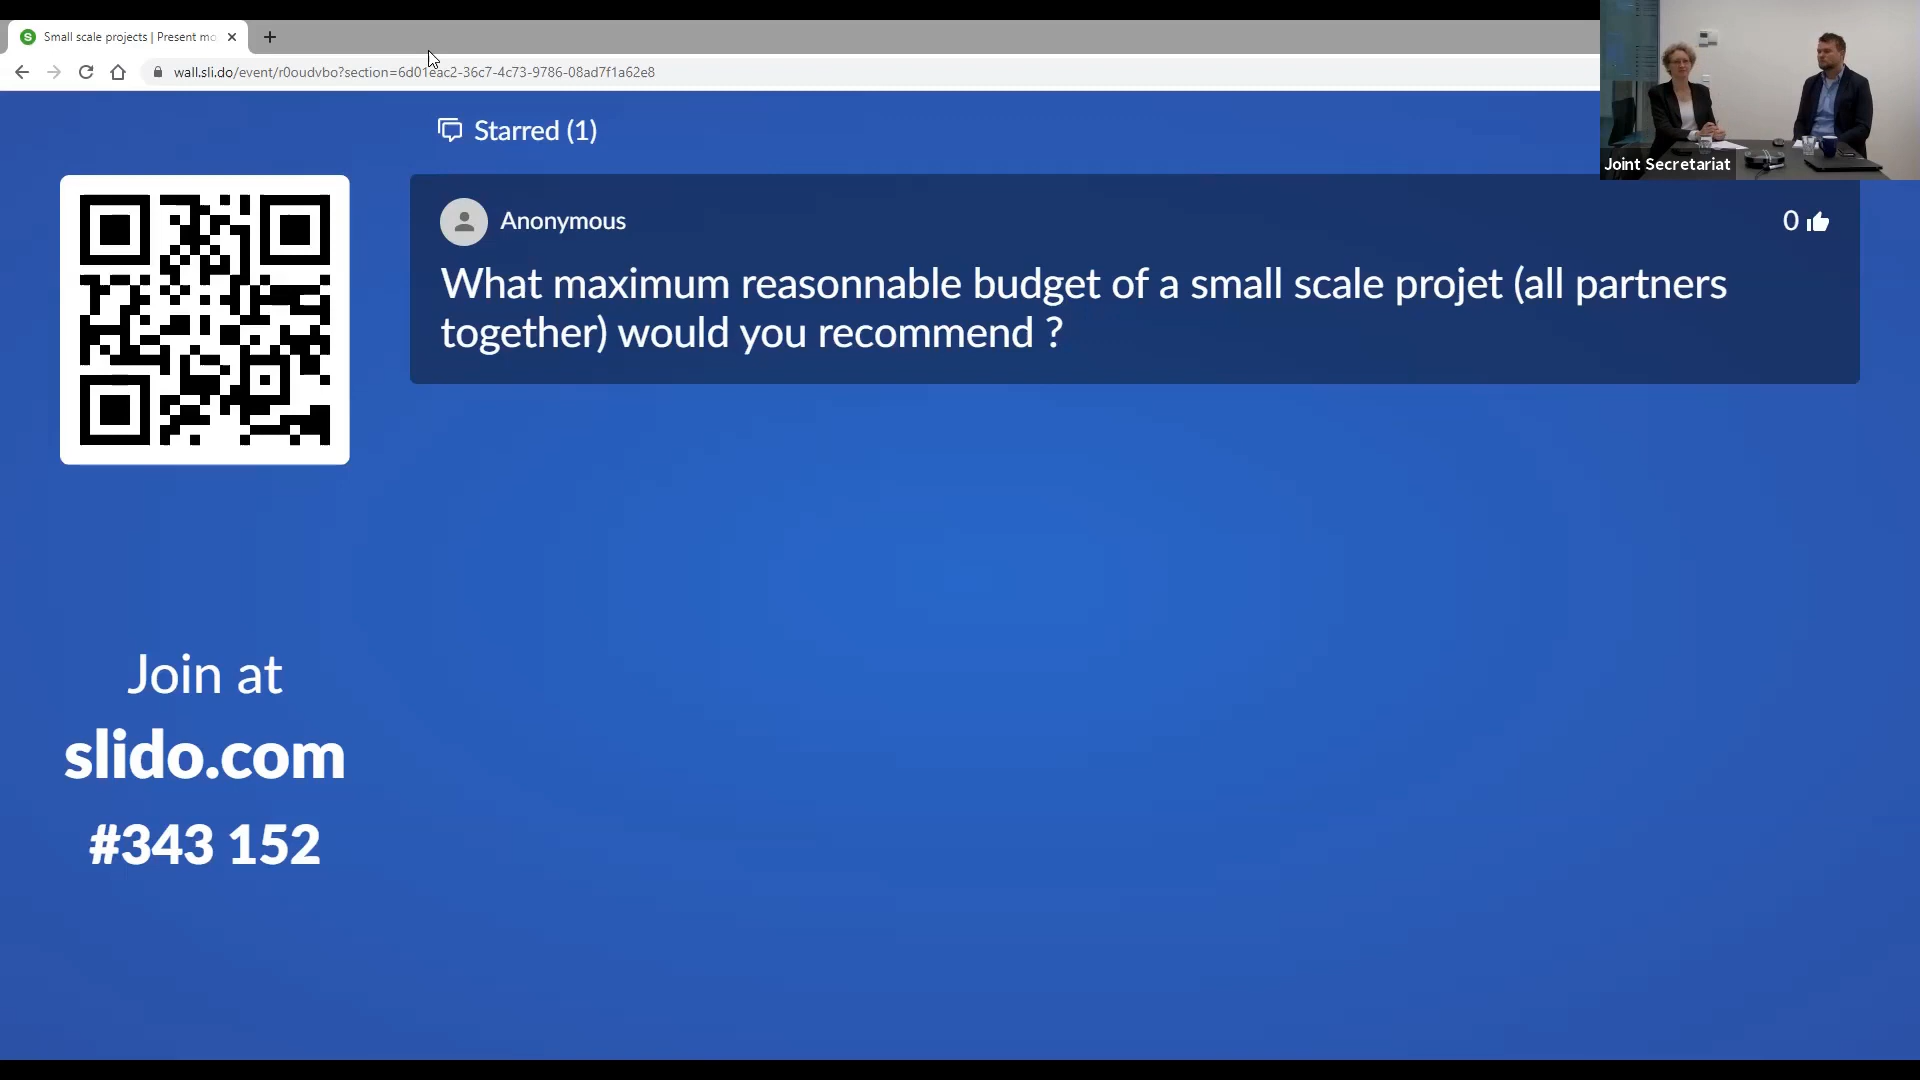 Small scale projects | Present mo
wall.sli.do/event/r0oudvbo?section=6d01eac2-36c7-4c73-9786-08ad7f1a62e8
Joint Secretariat
Starred (1)
Anonymous
0
What maximum reasonnable budget of a small scale projet (all partners
together) would you recommend ?
Join at
slido.com
#343 152